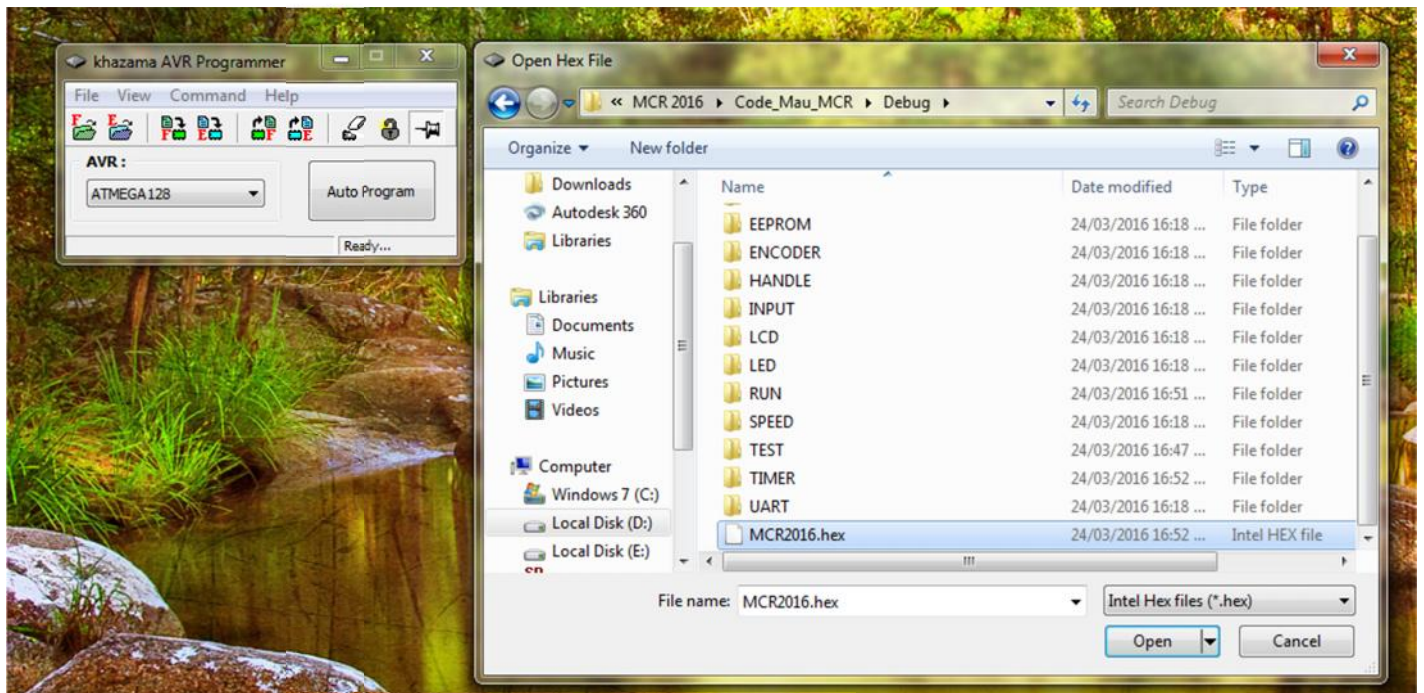 khazama AVR Programmer
File View Command Help
AVR :
ATMEGA128
Auto Program
Ready...
Open Hex File
« MCR 2016 Code_Mau_MCR Debug
Search Debug
Organize New folder
Downloads
Autodesk 360
Libraries
Libraries
Documents
Music
Pictures
Videos
Computer
Windows 7 (C:)
Local Disk (D:)
Local Disk (E:)
Name Date modified Type
EEPROM 24/03/2016 16:18 ... File folder
ENCODER 24/03/2016 16:18 ... File folder
HANDLE 24/03/2016 16:18 ... File folder
INPUT 24/03/2016 16:18 ... File folder
LCD 24/03/2016 16:18 ... File folder
LED 24/03/2016 16:18 ... File folder
RUN 24/03/2016 16:51 ... File folder
SPEED 24/03/2016 16:18 ... File folder
TEST 24/03/2016 16:47 ... File folder
TIMER 24/03/2016 16:52 ... File folder
UART 24/03/2016 16:18 ... File folder
MCR2016.hex 24/03/2016 16:52 ... Intel HEX file
File name: MCR2016.hex
Intel Hex files (*.hex)
Open Cancel